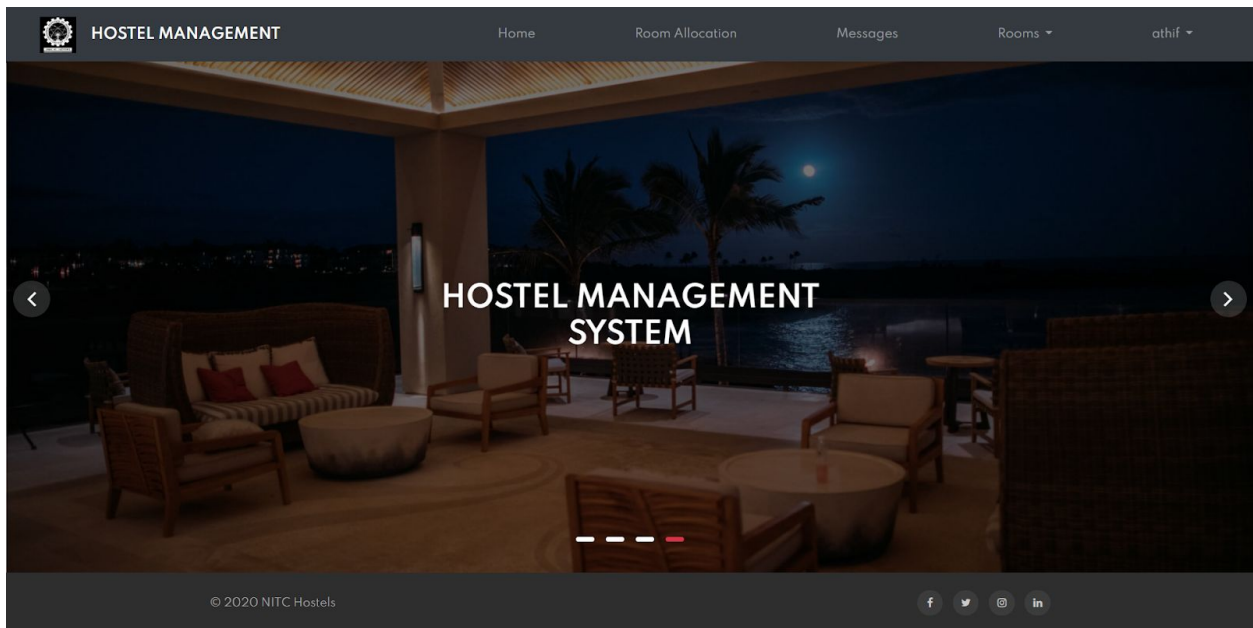 HOSTEL MANAGEMENT
Home
Room Allocation
Messages
Rooms
athif
HOSTEL MANAGEMENT
SYSTEM
© 2020 NITC Hostels